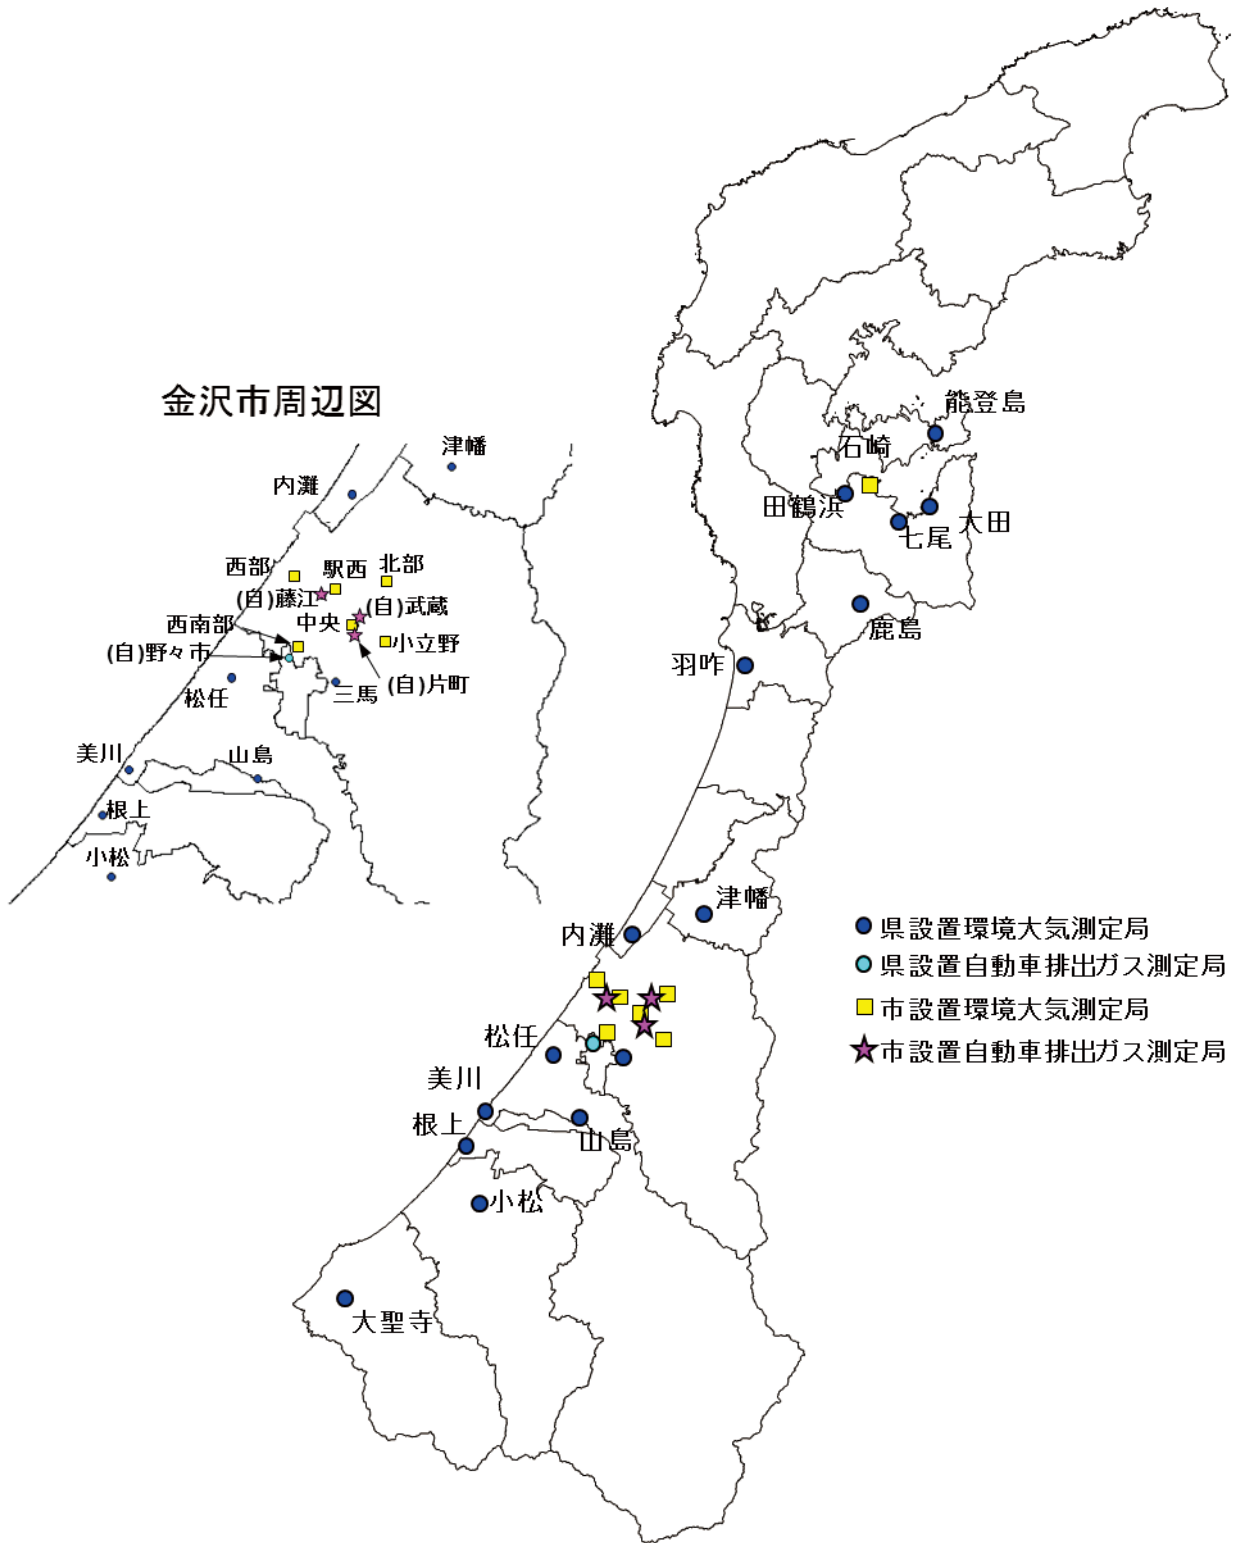 金沢市周辺図
津幡
内灘
西部
駅西
北部
(自)藤江
(自)武蔵
西南部
中央
(自)野々市
小立野
松任
三馬
(自)片町
美川
山島
根上
小松
能登島
石崎
田鶴浜
七尾
大田
鹿島
羽咋
津幡
内灘
松任
美川
根上
山島
小松
大聖寺
県設置環境大気測定局
県設置自動車排出ガス測定局
市設置環境大気測定局
市設置自動車排出ガス測定局